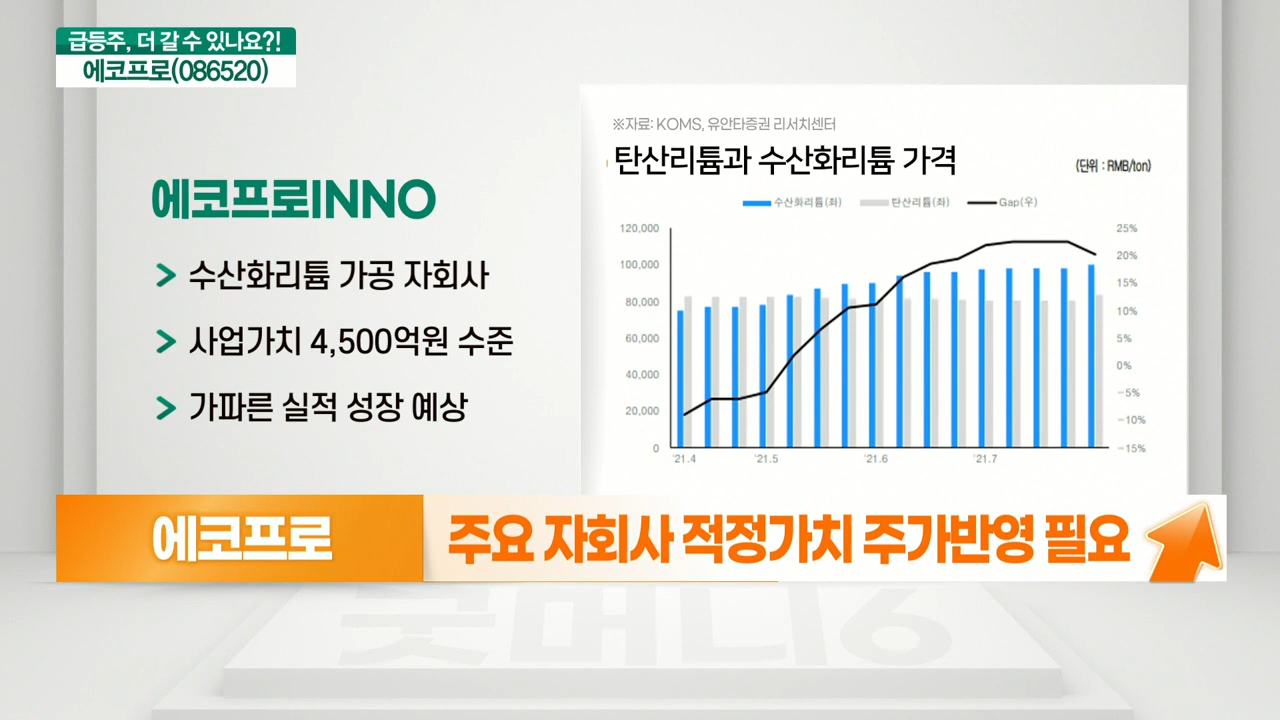 급등주, 더 갈 수 있나요?!
에코프로(086520)
에코프로INNO
> 수산화리튬 가공 자회사
> 사업가치 4,500억원 수준
> 가파른 실적 성장 예상
※자료: KOMS, 유안타증권 리서치센터
탄산리튬과 수산화리튬 가격
(단위 : RMB/ton)
수산화리튬(좌) 탄산리튬(좌) Gap(우)
120,000 25%
100,000 20%
80,000 15%
60,000 10%
40,000 5%
20,000 0%
0 -5%
-10%
-15%
'21.4 '21.5 '21.6 '21.7
에코프로
주요 자회사 적정가치 주가반영 필요
굿머니6